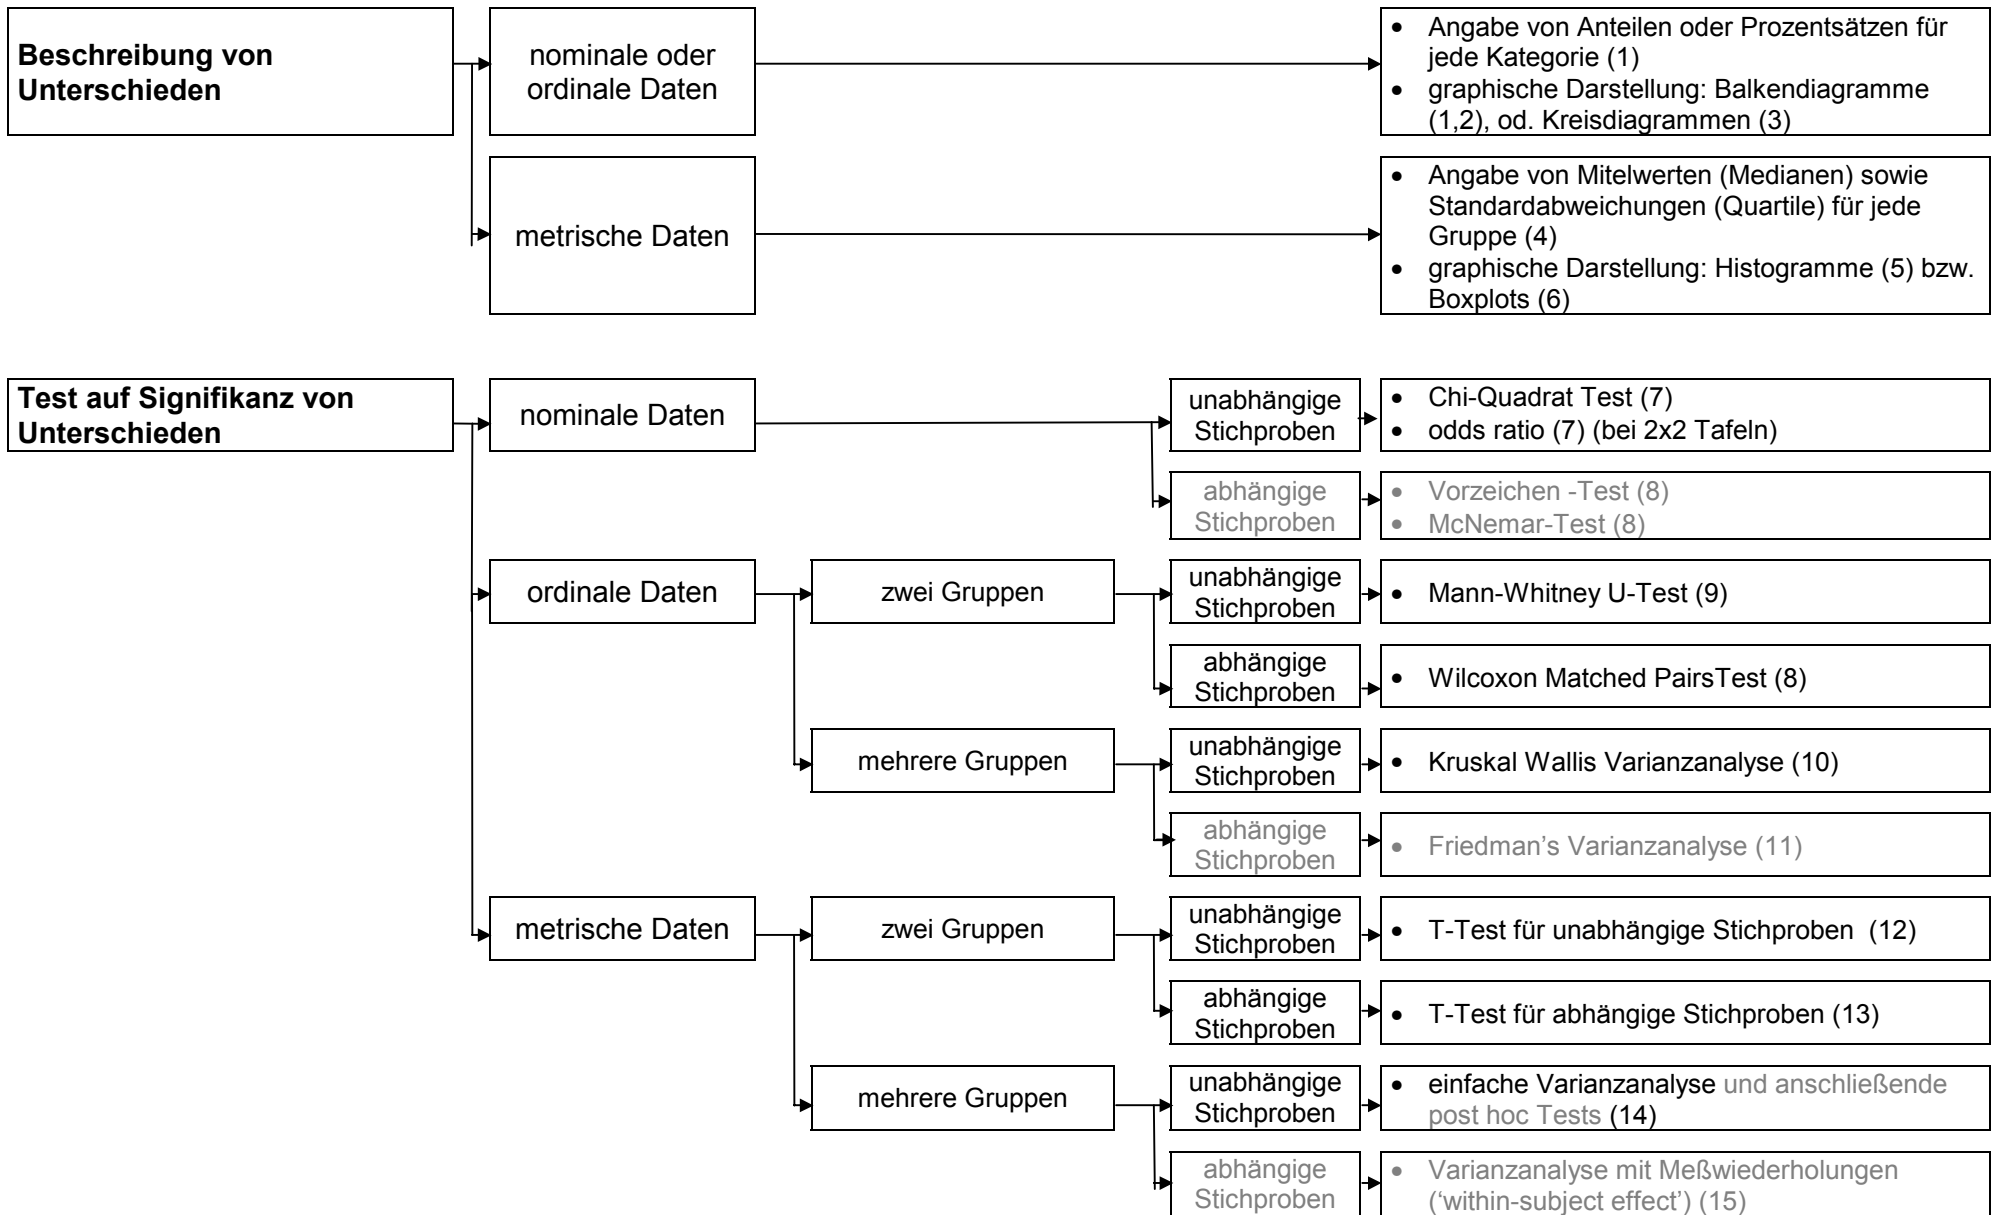 Beschreibung von
Unterschieden
nominale oder
ordinale Daten
• Angabe von Anteilen oder Prozentsätzen für
jede Kategorie (1)
• graphische Darstellung: Balkendiagramme
(1,2), od. Kreisdiagrammen (3)
metrische Daten
• Angabe von Mitelwerten (Medianen) sowie
Standardabweichungen (Quartile) für jede
Gruppe (4)
• graphische Darstellung: Histogramme (5) bzw.
Boxplots (6)
Test auf Signifikanz von
Unterschieden
nominale Daten
unabhängige
Stichproben
• Chi-Quadrat Test (7)
• odds ratio (7) (bei 2x2 Tafeln)
abhängige
Stichproben
• Vorzeichen -Test (8)
• McNemar-Test (8)
ordinale Daten
zwei Gruppen
unabhängige
Stichproben
• Mann-Whitney U-Test (9)
abhängige
Stichproben
• Wilcoxon Matched PairsTest (8)
mehrere Gruppen
unabhängige
Stichproben
• Kruskal Wallis Varianzanalyse (10)
abhängige
Stichproben
• Friedman’s Varianzanalyse (11)
metrische Daten
zwei Gruppen
unabhängige
Stichproben
• T-Test für unabhängige Stichproben (12)
abhängige
Stichproben
• T-Test für abhängige Stichproben (13)
mehrere Gruppen
unabhängige
Stichproben
• einfache Varianzanalyse und anschließende
post hoc Tests (14)
abhängige
Stichproben
• Varianzanalyse mit Meßwiederholungen
(‘within-subject effect’) (15)